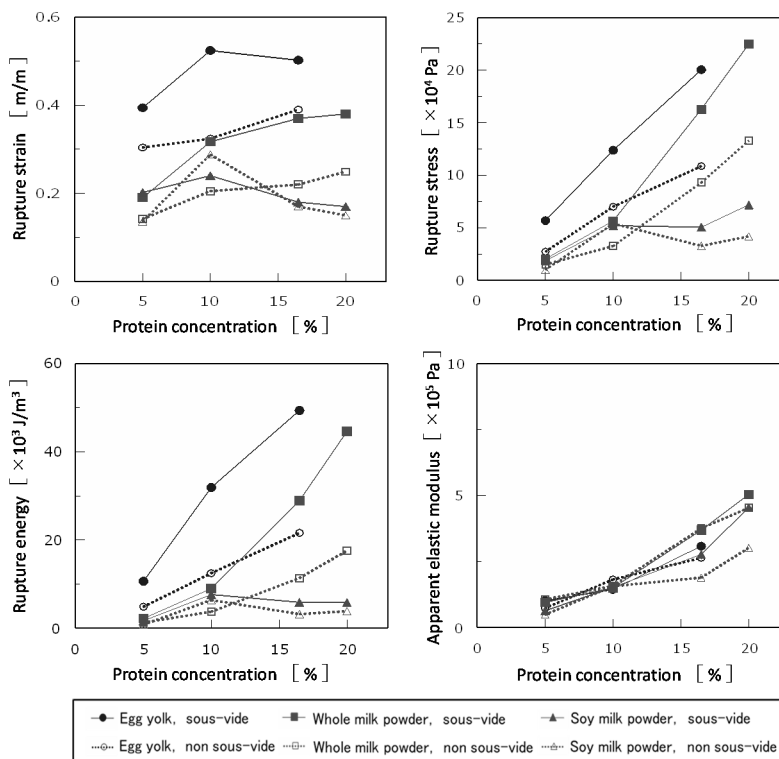 Rupture strain [ m/m ]
0.6
0.4
0.2
0
0 5 10 15 20
Protein concentration [ % ]
Rupture stress [ ×10⁴ Pa ]
25
20
15
10
5
0
0 5 10 15 20
Protein concentration [ % ]
Rupture energy [ ×10³ J/m³ ]
60
40
20
0
0 5 10 15 20
Protein concentration [ % ]
Apparent elastic modulus [ ×10⁵ Pa ]
10
5
0
0 5 10 15 20
Protein concentration [ % ]
Egg yolk, sous-vide Whole milk powder, sous-vide Soy milk powder, sous-vide
Egg yolk, non sous-vide Whole milk powder, non sous-vide Soy milk powder, non sous-vide